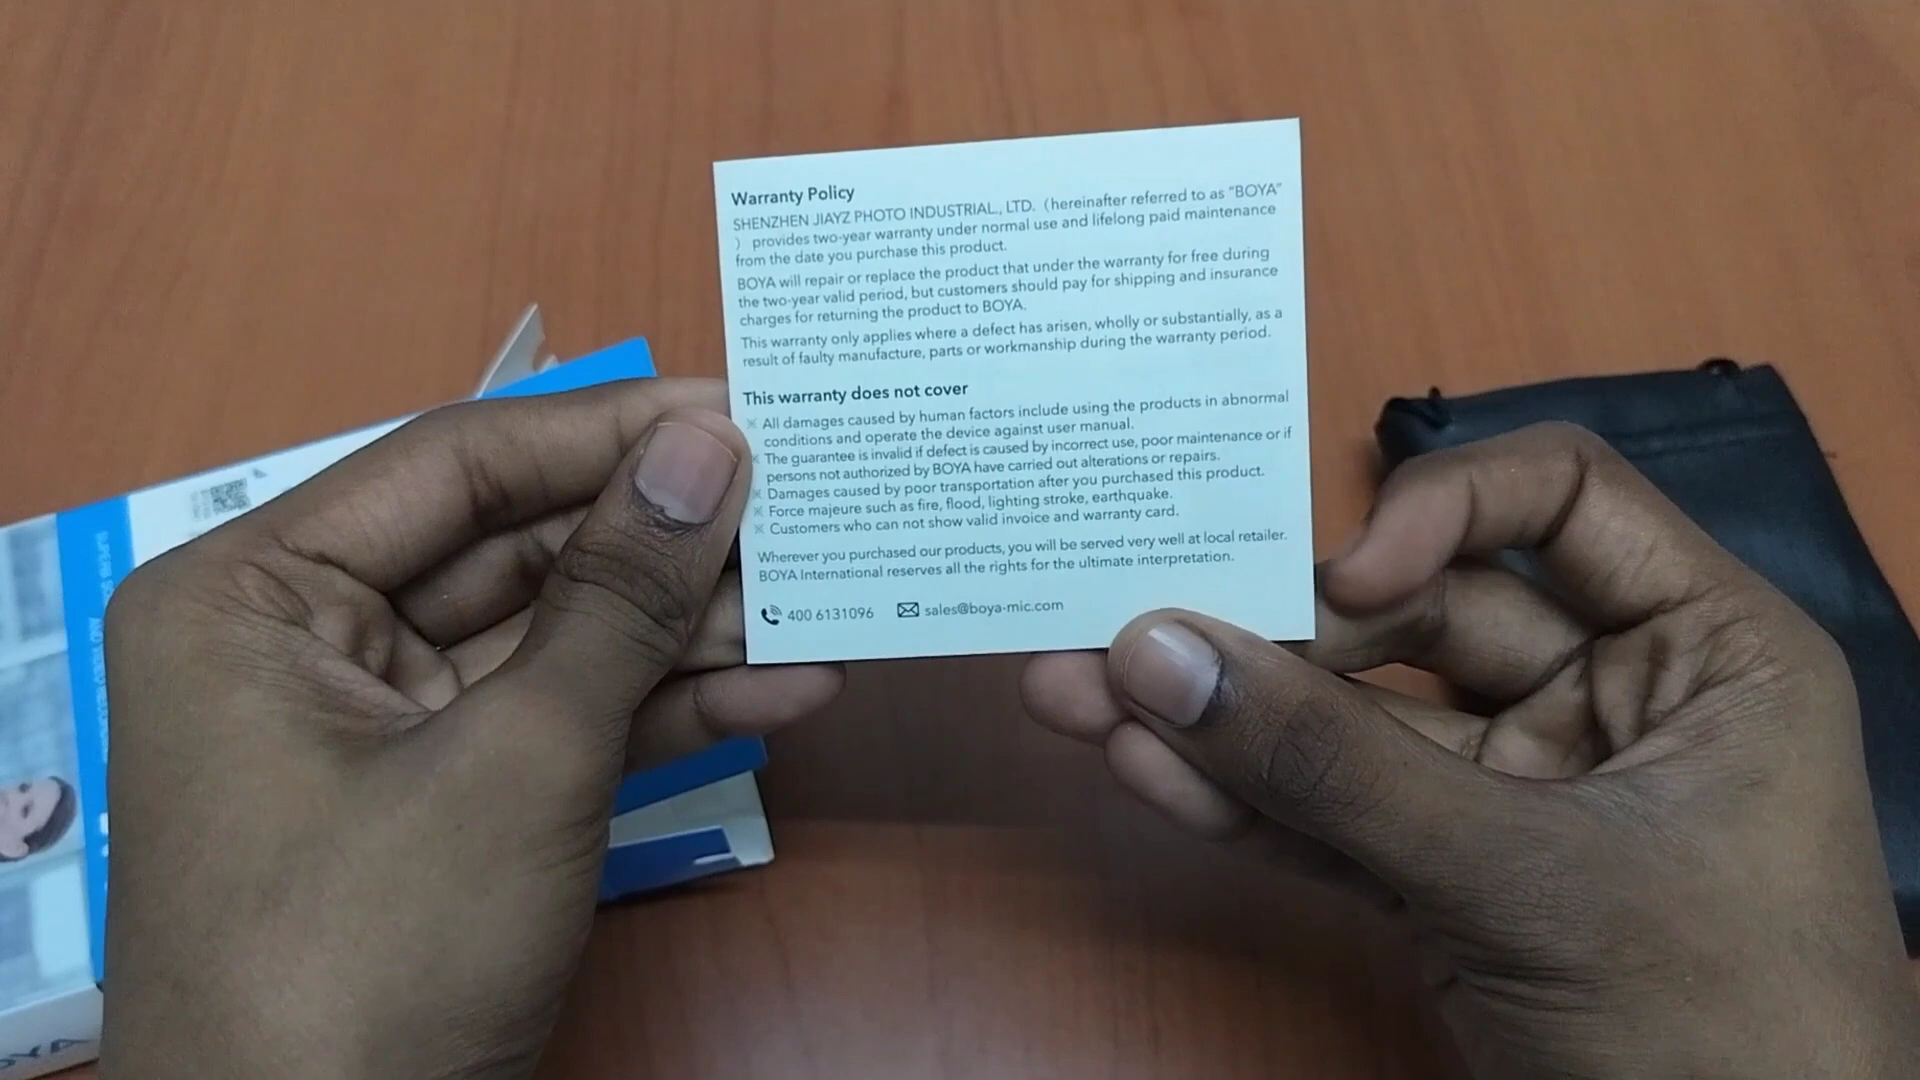 Warranty Policy
SHENZHEN JIAYZ PHOTO INDUSTRIAL., LTD. (hereinafter referred to as "BOYA"
) provides two-year warranty under normal use and lifelong paid maintenance
from the date you purchase this product.
BOYA will repair or replace the product that under the warranty for free during
the two-year valid period, but customers should pay for shipping and insurance
charges for returning the product to BOYA.
This warranty only applies where a defect has arisen, wholly or substantially, as a
result of faulty manufacture, parts or workmanship during the warranty period.
This warranty does not cover
※ All damages caused by human factors include using the products in abnormal
conditions and operate the device against user manual.
※ The guarantee is invalid if defect is caused by incorrect use, poor maintenance or if
persons not authorized by BOYA have carried out alterations or repairs.
※ Damages caused by poor transportation after you purchased this product.
※ Force majeure such as fire, flood, lighting stroke, earthquake.
※ Customers who can not show valid invoice and warranty card.
Wherever you purchased our products, you will be served very well at local retailer.
BOYA International reserves all the rights for the ultimate interpretation.
400 6131096 sales@boya-mic.com